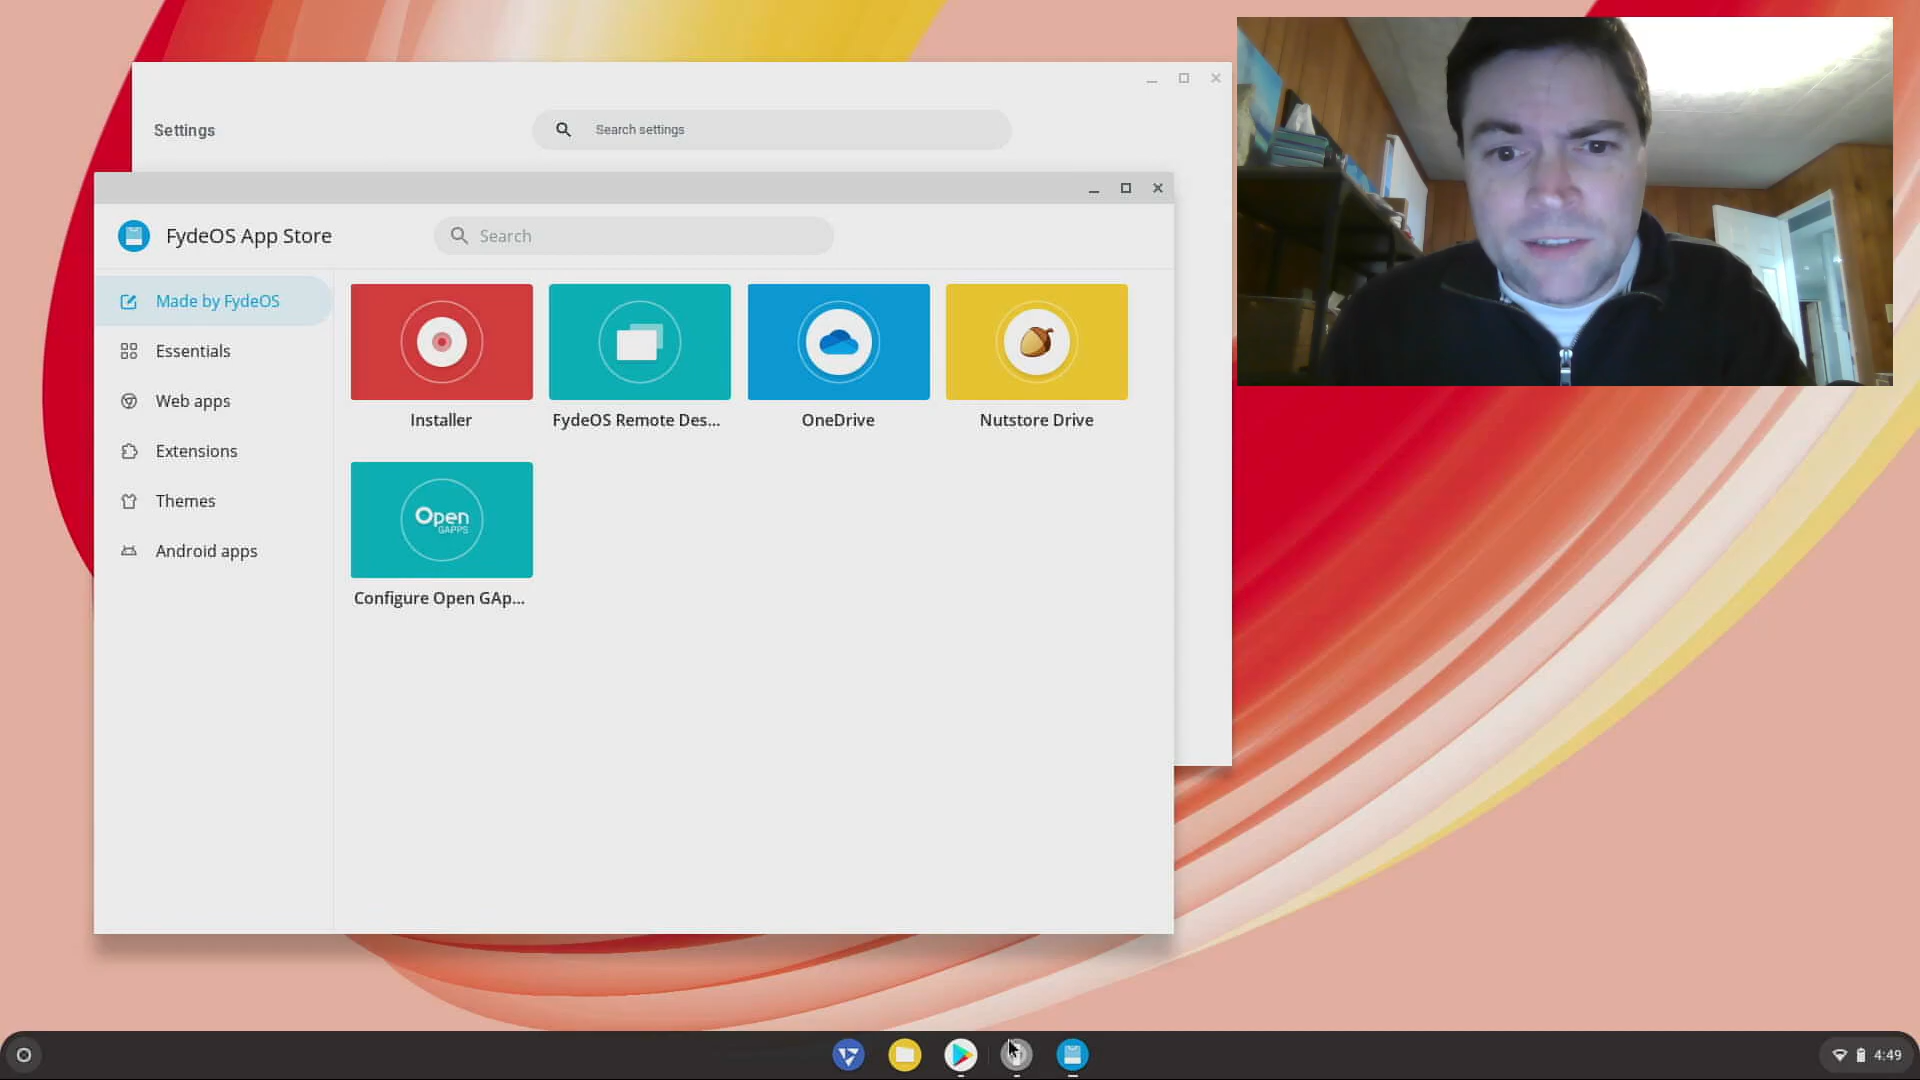 Settings
Search settings
FydeOS App Store
Search
Made by FydeOS
Essentials
Web apps
Extensions
Themes
Android apps
Installer
FydeOS Remote Des...
OneDrive
Nutstore Drive
Open
GAPPS
Configure Open GAp...
4:49